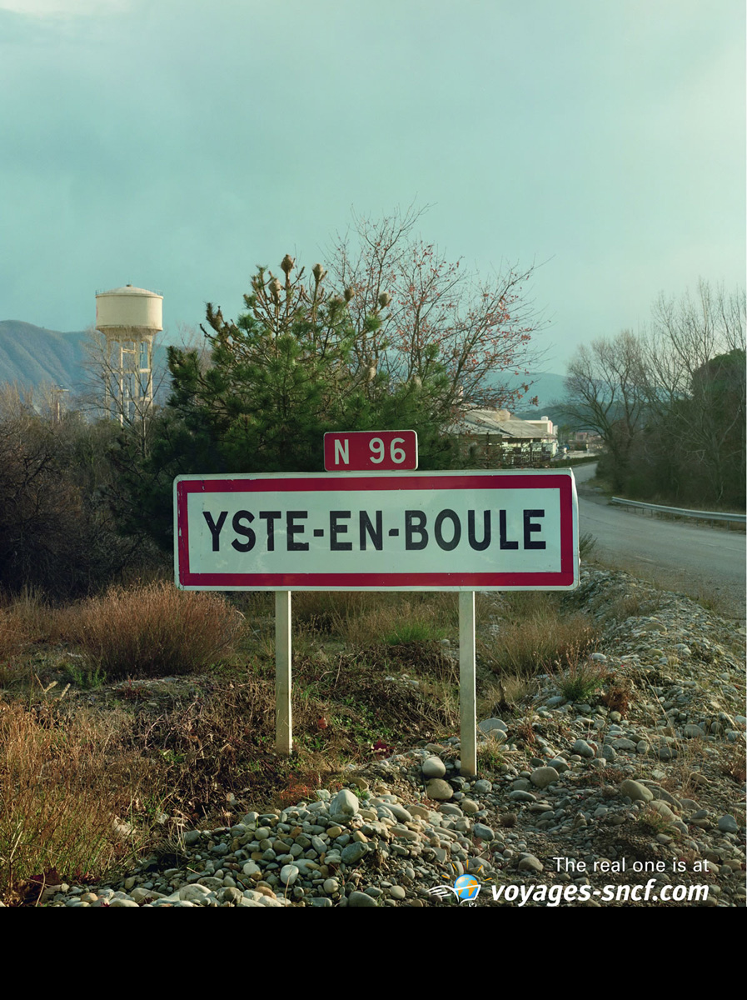 N 96
YSTE-EN-BOULE
The real one is at
voyages-sncf.com